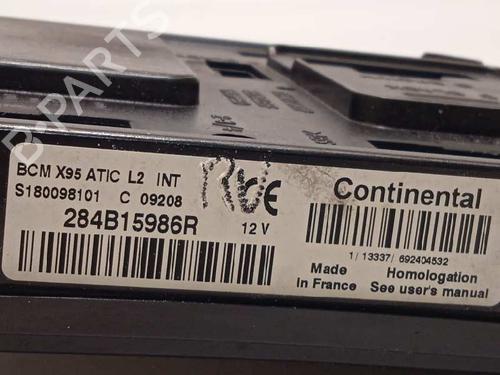 BCM X95 ATIC L2 INT
S180098101 C 09208
284B15986R
12 V
Continental
1/ 13337/ 692404532
Made
in France
Homologation
See user's manual